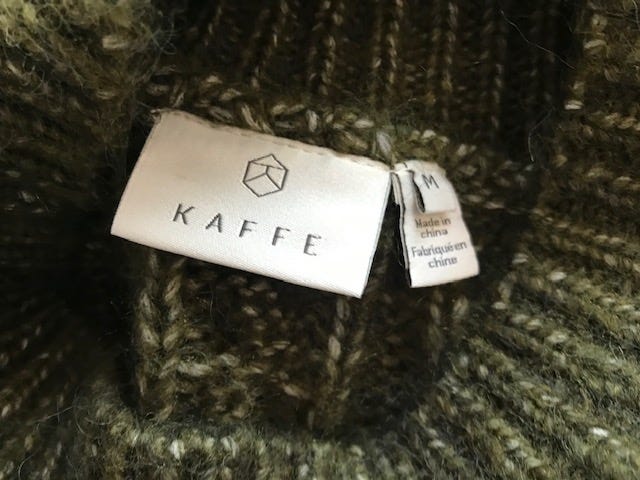 KAFFE
M
Made in
china
Fabriqué en
chine